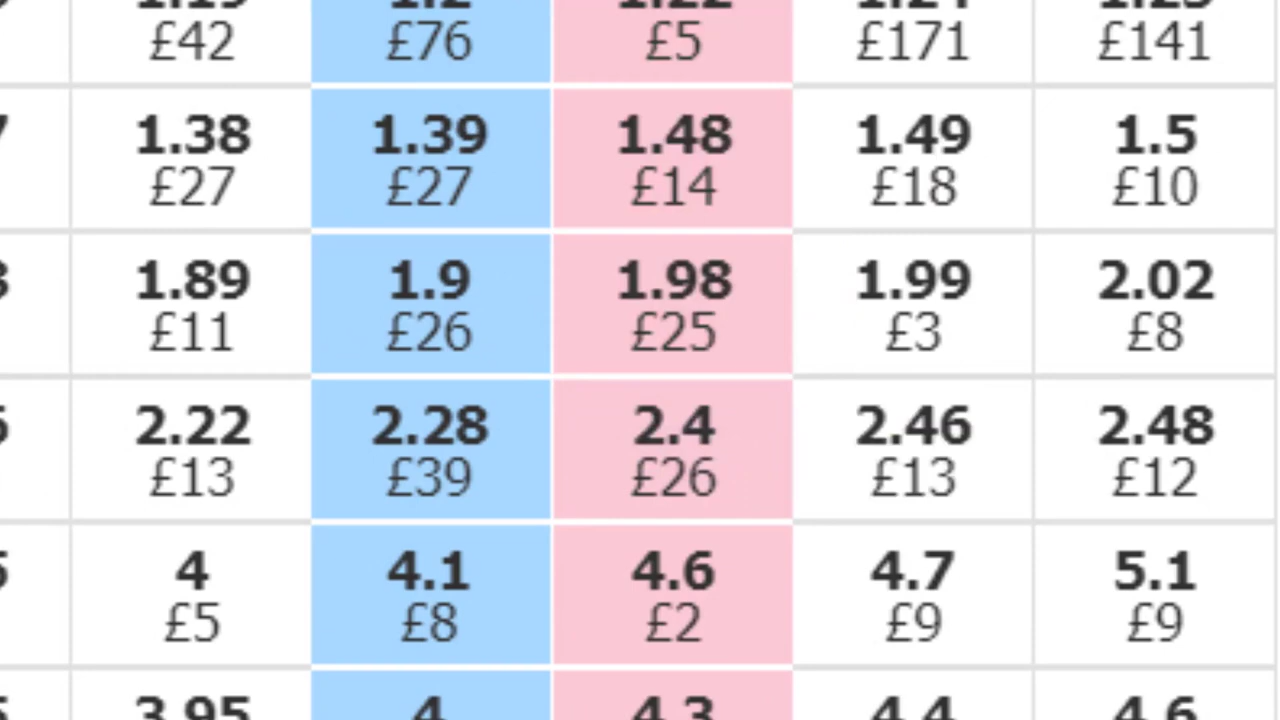 £42 £76 £5 £171 £141
1.38 1.39 1.48 1.49 1.5
£27 £27 £14 £18 £10
1.89 1.9 1.98 1.99 2.02
£11 £26 £25 £3 £8
2.22 2.28 2.4 2.46 2.48
£13 £39 £26 £13 £12
4 4.1 4.6 4.7 5.1
£5 £8 £2 £9 £9
3.95 4 4.3 4.4 4.6